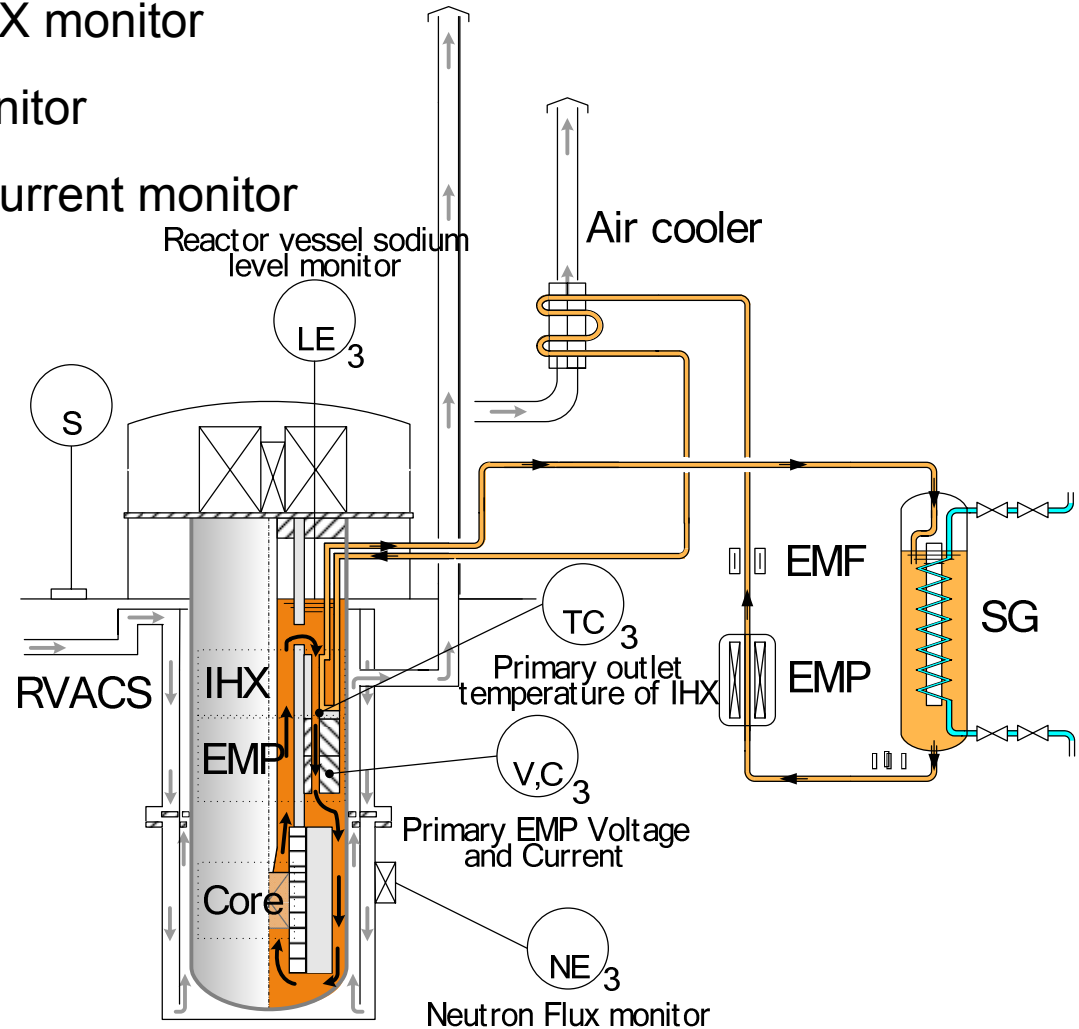 X monitor
nitor
urrent monitor
Reactor vessel sodium
level monitor
Air cooler
LE 3
S
EMF
SG
TC 3
Primary outlet
temperature of IHX
RVACS
IHX
EMP
EMP
V,C 3
Primary EMP Voltage
and Current
Core
NE 3
Neutron Flux monitor